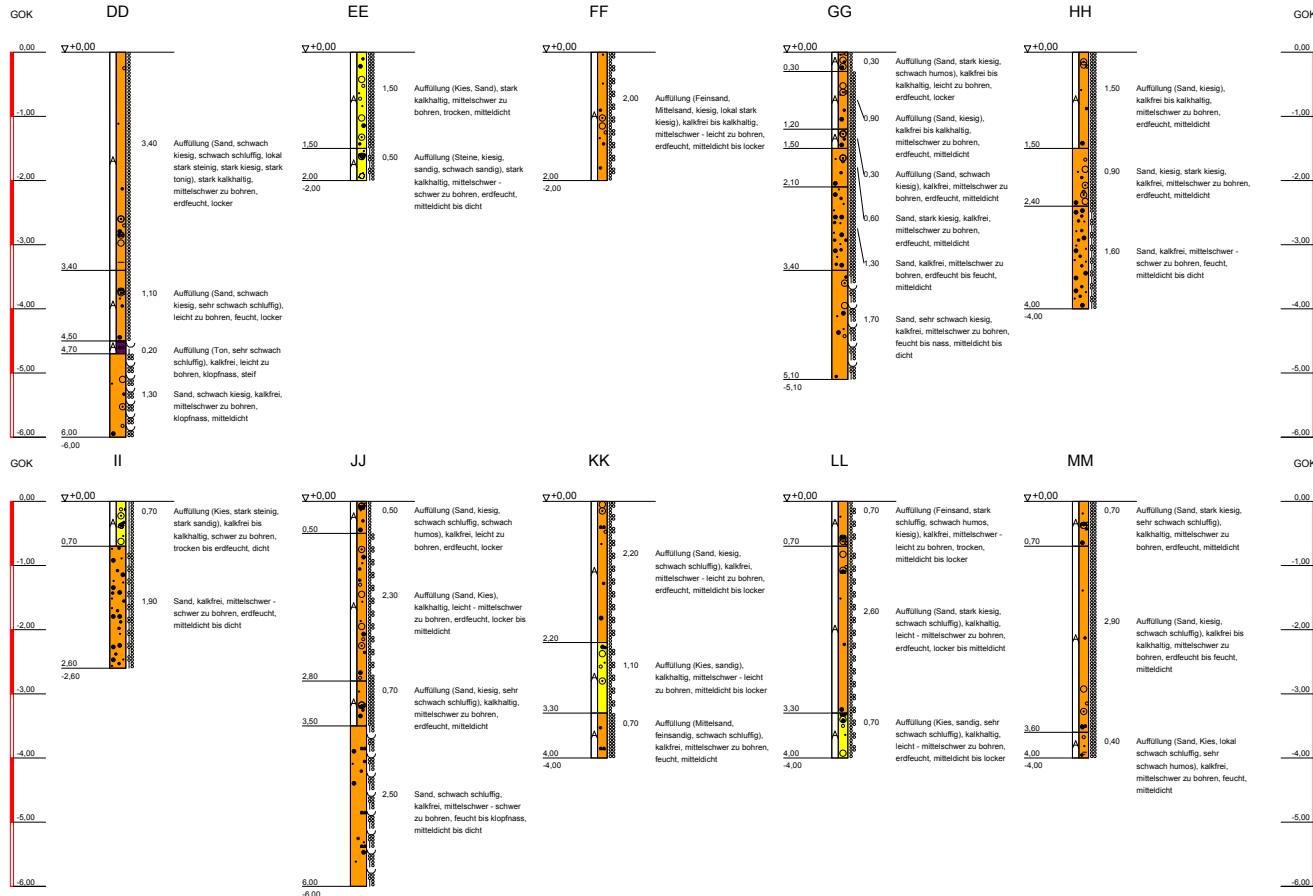 GOK
DD
EE
FF
GG
HH
GOK
0,00
-1,00
-2,00
-3,00
-4,00
-5,00
-6,00
+0,00
A
3,40
Auffüllung (Sand, schwach
kiesig, schwach schluffig, lokal
stark steinig, stark kiesig, stark
tonig), stark kalkhaltig,
mittelschwer zu bohren,
erdfeucht, locker
3,40
A
1,10
Auffüllung (Sand, schwach
kiesig, sehr schwach schluffig),
leicht zu bohren, feucht, locker
4,50
A
4,70
0,20
Auffüllung (Ton, sehr schwach
schluffig), kalkfrei, leicht zu
bohren, klopfnass, steif
1,30
Sand, schwach kiesig, kalkfrei,
mittelschwer zu bohren,
klopfnass, mitteldicht
6,00
-6,00
+0,00
A
1,50
Auffüllung (Kies, Sand), stark
kalkhaltig, mittelschwer zu
bohren, trocken, mitteldicht
1,50
A
0,50
Auffüllung (Steine, kiesig,
sandig, schwach sandig), stark
kalkhaltig, mittelschwer -
schwer zu bohren, erdfeucht,
mitteldicht bis dicht
2,00
-2,00
+0,00
A
2,00
Auffüllung (Feinsand,
Mittelsand, kiesig, lokal stark
kiesig), kalkfrei bis kalkhaltig,
mittelschwer - leicht zu bohren,
erdfeucht, mitteldicht bis locker
2,00
-2,00
+0,00
A
0,30
0,30
Auffüllung (Sand, stark kiesig,
schwach humos), kalkfrei bis
kalkhaltig, leicht zu bohren,
erdfeucht, locker
A
0,90
Auffüllung (Sand, kiesig),
kalkfrei bis kalkhaltig,
mittelschwer zu bohren,
erdfeucht, mitteldicht
1,20
A
1,50
0,30
Auffüllung (Sand, schwach
kiesig), kalkfrei, mittelschwer zu
bohren, erdfeucht, mitteldicht
2,10
0,60
Sand, stark kiesig, kalkfrei,
mittelschwer zu bohren,
erdfeucht, mitteldicht
1,30
Sand, kalkfrei, mittelschwer zu
bohren, erdfeucht bis feucht,
mitteldicht
3,40
1,70
Sand, sehr schwach kiesig,
kalkfrei, mittelschwer zu bohren,
feucht bis nass, mitteldicht bis
dicht
5,10
-5,10
+0,00
A
1,50
Auffüllung (Sand, kiesig),
kalkfrei bis kalkhaltig,
mittelschwer zu bohren,
erdfeucht, mitteldicht
1,50
0,90
Sand, kiesig, stark kiesig,
kalkfrei, mittelschwer zu bohren,
erdfeucht, mitteldicht
2,40
1,60
Sand, kalkfrei, mittelschwer -
schwer zu bohren, feucht,
mitteldicht bis dicht
4,00
-4,00
0,00
-1,00
-2,00
-3,00
-4,00
-5,00
-6,00
GOK
II
JJ
KK
LL
MM
GOK
0,00
-1,00
-2,00
-3,00
-4,00
-5,00
-6,00
+0,00
A
0,70
Auffüllung (Kies, stark steinig,
stark sandig), kalkfrei bis
kalkhaltig, schwer zu bohren,
trocken bis erdfeucht, dicht
0,70
1,90
Sand, kalkfrei, mittelschwer -
schwer zu bohren, erdfeucht,
mitteldicht bis dicht
2,60
-2,60
+0,00
A
0,50
Auffüllung (Sand, kiesig,
schwach schluffig, schwach
humos), kalkfrei, leicht zu
bohren, erdfeucht, locker
0,50
A
2,30
Auffüllung (Sand, Kies),
kalkhaltig, leicht - mittelschwer
zu bohren, erdfeucht, locker bis
mitteldicht
2,80
A
0,70
Auffüllung (Sand, kiesig, sehr
schwach schluffig), kalkhaltig,
mittelschwer zu bohren,
erdfeucht, mitteldicht
3,50
2,50
Sand, schwach schluffig,
kalkfrei, mittelschwer - schwer
zu bohren, feucht bis klopfnass,
mitteldicht bis dicht
6,00
-6,00
+0,00
A
2,20
Auffüllung (Sand, kiesig,
schwach schluffig), kalkfrei,
mittelschwer - leicht zu bohren,
erdfeucht, mitteldicht bis locker
2,20
A
1,10
Auffüllung (Kies, sandig),
kalkhaltig, mittelschwer - leicht
zu bohren, mitteldicht bis locker
3,30
A
0,70
Auffüllung (Mittelsand,
feinsandig, schwach schluffig),
kalkfrei, mittelschwer zu bohren,
feucht, mitteldicht
4,00
-4,00
+0,00
A
0,70
Auffüllung (Feinsand, stark
schluffig, schwach humos,
kiesig), kalkfrei, mittelschwer -
leicht zu bohren, trocken,
mitteldicht bis locker
0,70
A
2,60
Auffüllung (Sand, stark kiesig,
schwach schluffig), kalkhaltig,
leicht - mittelschwer zu bohren,
erdfeucht, locker bis mitteldicht
3,30
A
0,70
Auffüllung (Kies, sandig, sehr
schwach schluffig), kalkhaltig,
leicht - mittelschwer zu bohren,
erdfeucht, mitteldicht bis locker
4,00
-4,00
+0,00
A
0,70
Auffüllung (Sand, stark kiesig,
sehr schwach schluffig),
kalkhaltig, mittelschwer zu
bohren, erdfeucht, mitteldicht
0,70
A
2,90
Auffüllung (Sand, kiesig,
schwach schluffig), kalkfrei bis
kalkhaltig, mittelschwer zu
bohren, erdfeucht bis feucht,
mitteldicht
3,60
A
0,40
Auffüllung (Sand, Kies, lokal
schwach schluffig, sehr
schwach humos), kalkfrei,
mittelschwer zu bohren, feucht,
mitteldicht
4,00
-4,00
0,00
-1,00
-2,00
-3,00
-4,00
-5,00
-6,00